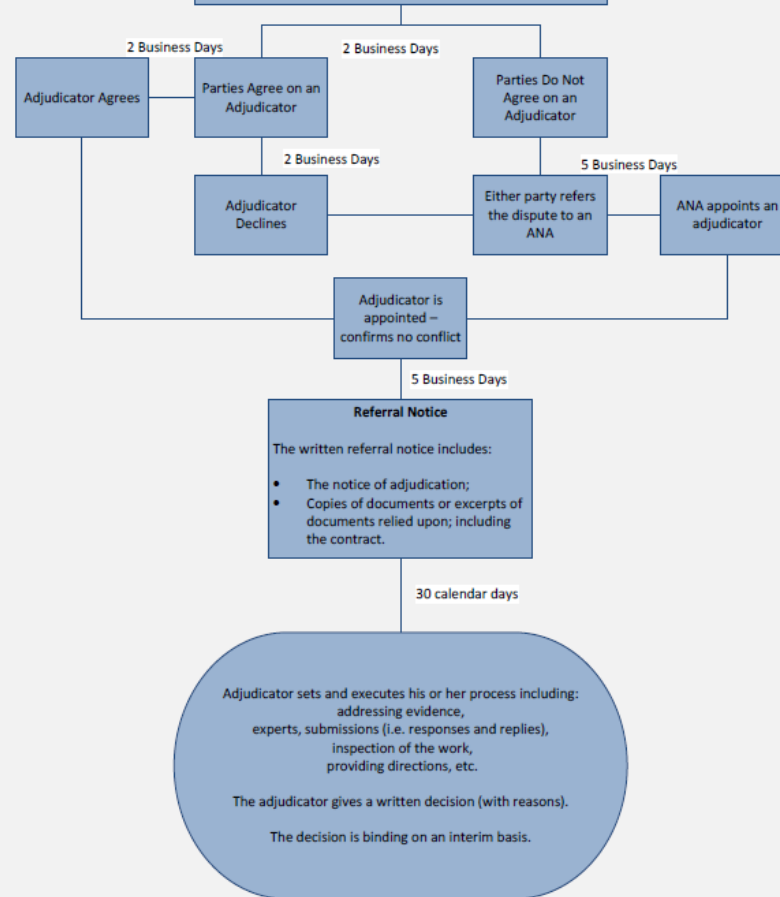 2 Business Days
2 Business Days
Adjudicator Agrees
Parties Agree on an
Adjudicator
Parties Do Not
Agree on an
Adjudicator
2 Business Days
5 Business Days
Adjudicator
Declines
Either party refers
the dispute to an
ANA
ANA appoints an
adjudicator
Adjudicator is
appointed –
confirms no conflict
5 Business Days
Referral Notice
The written referral notice includes:
• The notice of adjudication;
• Copies of documents or excerpts of
documents relied upon; including
the contract.
30 calendar days
Adjudicator sets and executes his or her process including:
addressing evidence,
experts, submissions (i.e. responses and replies),
inspection of the work,
providing directions, etc.
The adjudicator gives a written decision (with reasons).
The decision is binding on an interim basis.